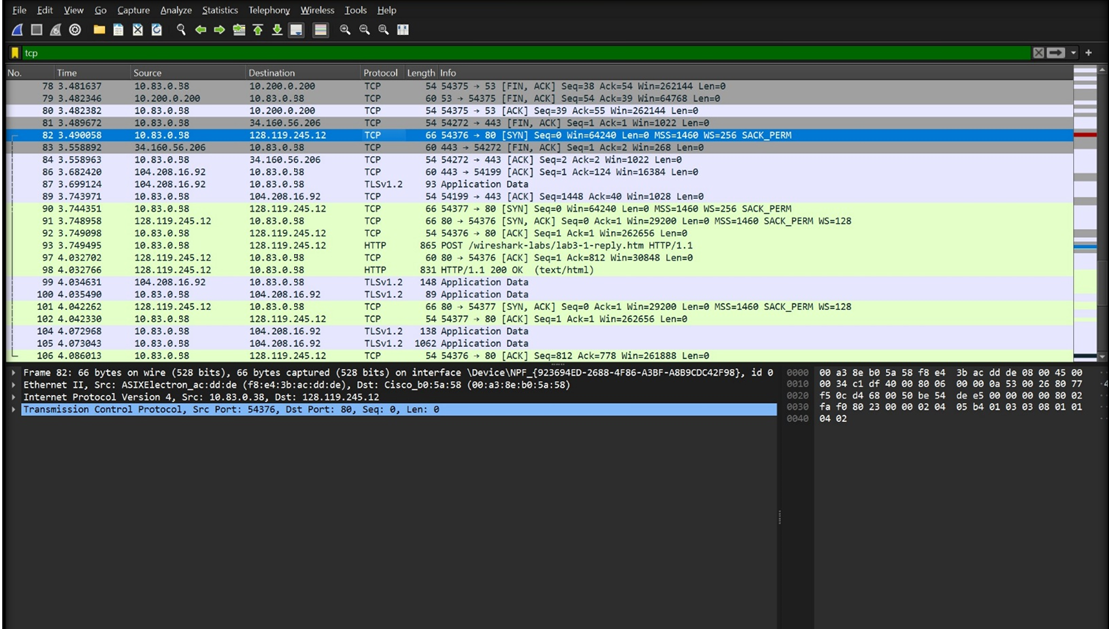 File Edit View Go Capture Analyze Statistics Telephony Wireless Tools Help
tcp
No. Time Source Destination Protocol Length Info
78 3.481637 10.83.0.38 10.200.0.200 TCP 54 54375 → 53 [FIN, ACK] Seq=38 Ack=54 Win=262144 Len=0
79 3.482346 10.200.0.200 10.83.0.38 TCP 60 53 → 54375 [FIN, ACK] Seq=54 Ack=39 Win=64768 Len=0
80 3.482382 10.83.0.38 10.200.0.200 TCP 54 54375 → 53 [ACK] Seq=39 Ack=55 Win=262144 Len=0
81 3.489672 10.83.0.38 34.160.56.206 TCP 54 54272 → 443 [FIN, ACK] Seq=1 Ack=1 Win=1022 Len=0
82 3.490058 10.83.0.38 128.119.245.12 TCP 66 54376 → 80 [SYN] Seq=0 Win=64240 Len=0 MSS=1460 WS=256 SACK_PERM
83 3.558892 34.160.56.206 10.83.0.38 TCP 60 443 → 54272 [FIN, ACK] Seq=1 Ack=2 Win=268 Len=0
84 3.558963 10.83.0.38 34.160.56.206 TCP 54 54272 → 443 [ACK] Seq=2 Ack=2 Win=1022 Len=0
86 3.682420 104.208.16.92 10.83.0.38 TCP 60 443 → 54199 [ACK] Seq=1 Ack=124 Win=16384 Len=0
87 3.699124 104.208.16.92 10.83.0.38 TLSv1.2 93 Application Data
89 3.743971 10.83.0.38 104.208.16.92 TCP 54 54199 → 443 [ACK] Seq=1448 Ack=40 Win=1028 Len=0
90 3.744351 10.83.0.38 128.119.245.12 TCP 66 54377 → 80 [SYN] Seq=0 Win=64240 Len=0 MSS=1460 WS=256 SACK_PERM
91 3.748958 128.119.245.12 10.83.0.38 TCP 66 80 → 54376 [SYN, ACK] Seq=0 Ack=1 Win=29200 Len=0 MSS=1460 SACK_PERM WS=128
92 3.749098 10.83.0.38 128.119.245.12 TCP 54 54376 → 80 [ACK] Seq=1 Ack=1 Win=262656 Len=0
93 3.749495 10.83.0.38 128.119.245.12 HTTP 865 POST /wireshark-labs/lab3-1-reply.htm HTTP/1.1
97 4.032702 128.119.245.12 10.83.0.38 TCP 60 80 → 54376 [ACK] Seq=1 Ack=812 Win=30848 Len=0
98 4.032766 128.119.245.12 10.83.0.38 HTTP 831 HTTP/1.1 200 OK (text/html)
99 4.034631 104.208.16.92 10.83.0.38 TLSv1.2 148 Application Data
100 4.035490 10.83.0.38 104.208.16.92 TLSv1.2 89 Application Data
101 4.042262 128.119.245.12 10.83.0.38 TCP 66 80 → 54377 [SYN, ACK] Seq=0 Ack=1 Win=29200 Len=0 MSS=1460 SACK_PERM WS=128
102 4.042330 10.83.0.38 128.119.245.12 TCP 54 54377 → 80 [ACK] Seq=1 Ack=1 Win=262656 Len=0
104 4.072968 10.83.0.38 104.208.16.92 TLSv1.2 138 Application Data
105 4.073043 10.83.0.38 104.208.16.92 TLSv1.2 1062 Application Data
106 4.086013 10.83.0.38 128.119.245.12 TCP 54 54376 → 80 [ACK] Seq=812 Ack=778 Win=261888 Len=0
Frame 82: 66 bytes on wire (528 bits), 66 bytes captured (528 bits) on interface \Device\NPF_{923694ED-2688-4F86-A3BF-A8B9CDC42F98}, id 0
Ethernet II, Src: ASIXElectron_ac:dd:de (f8:e4:3b:ac:dd:de), Dst: Cisco_b0:5a:58 (00:a3:8e:b0:5a:58)
Internet Protocol Version 4, Src: 10.83.0.38, Dst: 128.119.245.12
Transmission Control Protocol, Src Port: 54376, Dst Port: 80, Seq: 0, Len: 0
0000 00 a3 8e b0 5a 58 f8 e4 3b ac dd de 08 00 45 00
0010 00 34 c1 df 40 00 80 06 00 00 0a 53 00 26 80 77
0020 f5 0c d4 68 00 50 be 54 de e5 00 00 00 00 80 02
0030 fa f0 80 23 00 00 02 04 05 b4 01 03 03 08 01 01
0040 04 02